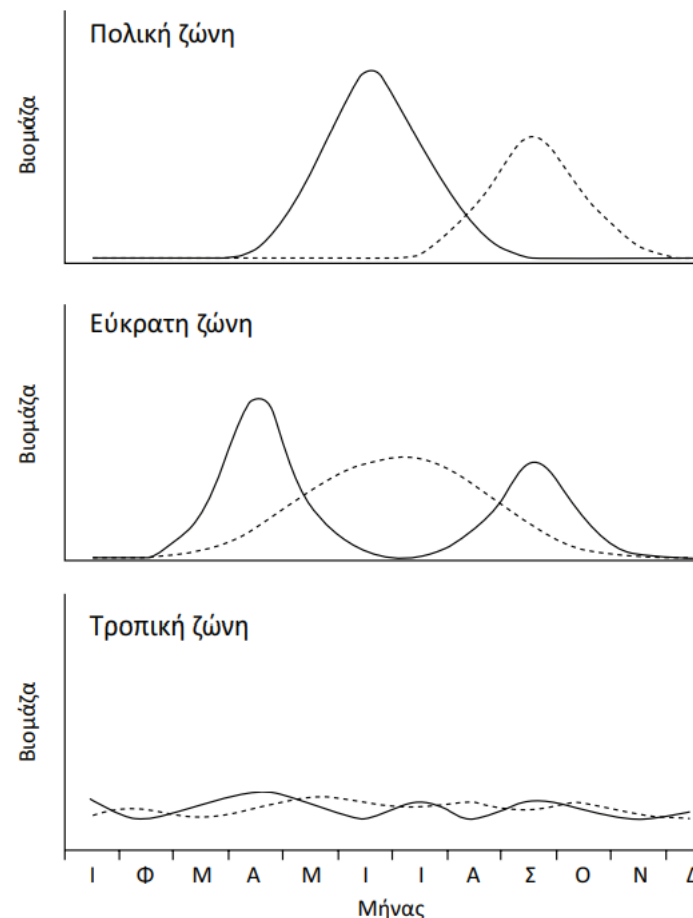 Πολική ζώνη
Βιομάζα
Εύκρατη ζώνη
Βιομάζα
Τροπική ζώνη
Βιομάζα
Ι Φ Μ Α Μ Ι Ι Α Σ Ο Ν Δ
Μήνας